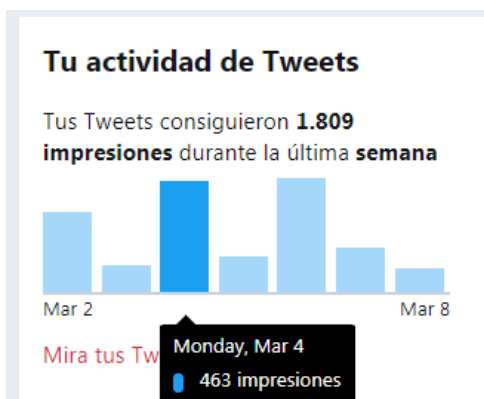 Tu actividad de Tweets
Tus Tweets consiguieron 1.809
impresiones durante la última semana
Mar 2 Mar 8
Mira tus Tw
Monday, Mar 4
463 impresiones